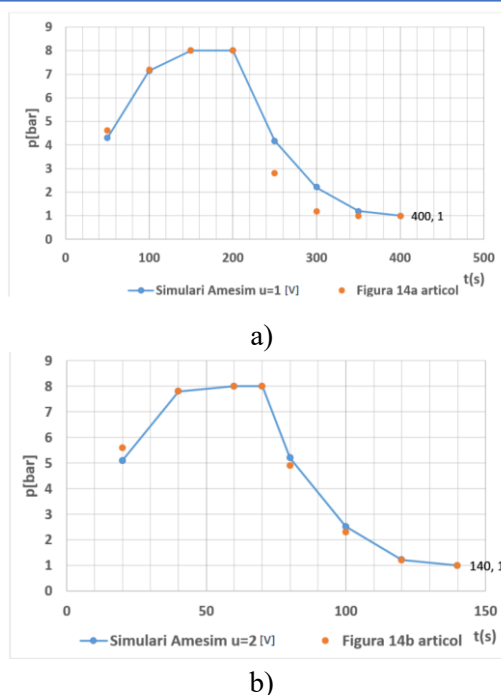 9
8
7
6
5
4
3
2
1
0
p[bar]
400, 1
0 100 200 300 400 500
t(s)
Simulari Amesim u=1 [V] Figura 14a articol
a)
9
8
7
6
5
4
3
2
1
0
p[bar]
140, 1
0 50 100 150
t(s)
Simulari Amesim u=2 [V] Figura 14b articol
b)